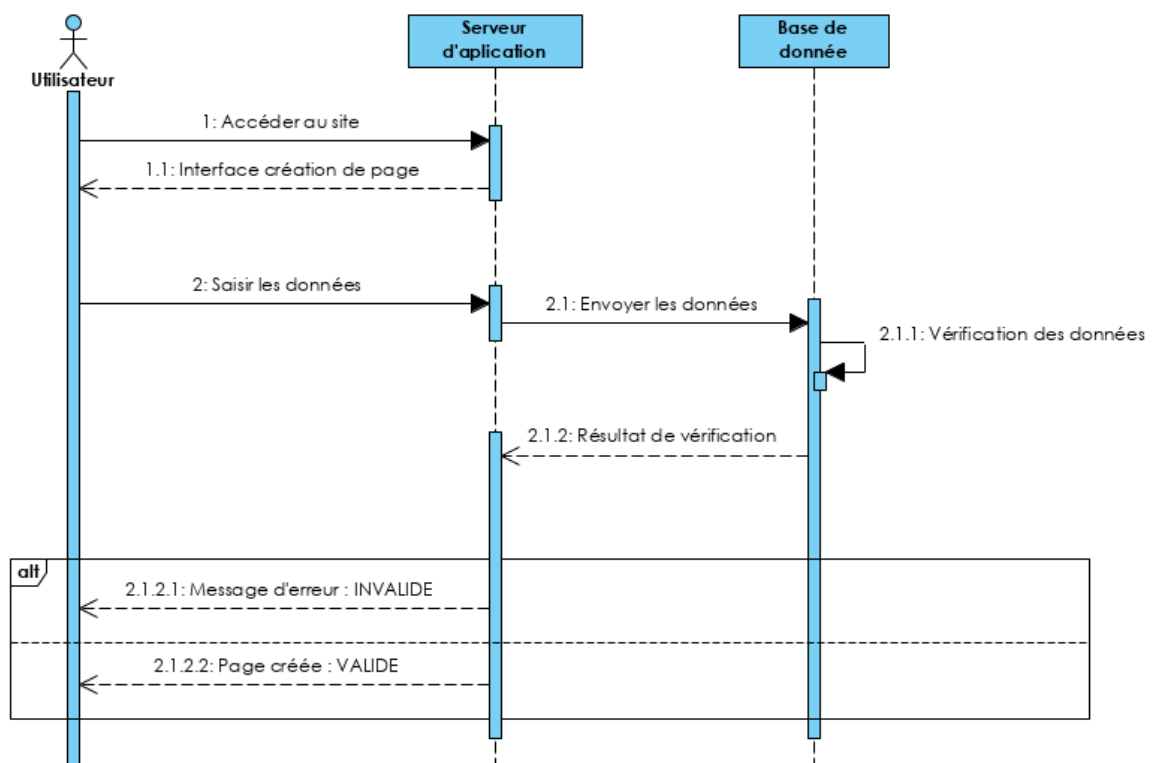 Utilisateur
Serveur
d'aplication
Base de
donnée
1: Accéder au site
1.1: Interface création de page
2: Saisir les données
2.1: Envoyer les données
2.1.1: Vérification des données
2.1.2: Résultat de vérification
alt
2.1.2.1: Message d'erreur : INVALIDE
2.1.2.2: Page créée : VALIDE